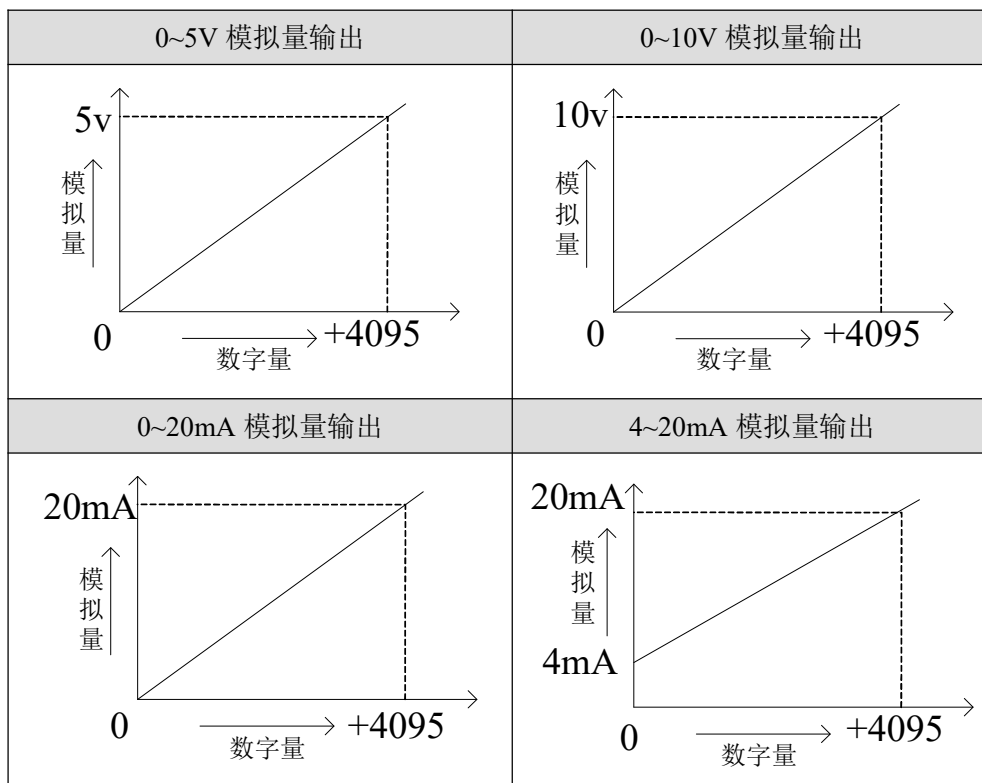 0~5V 模拟量输出
0~10V 模拟量输出
5v
模拟量
0
数字量
+4095
10v
模拟量
0
数字量
+4095
0~20mA 模拟量输出
4~20mA 模拟量输出
20mA
模拟量
0
数字量
+4095
20mA
模拟量
4mA
0
数字量
+4095